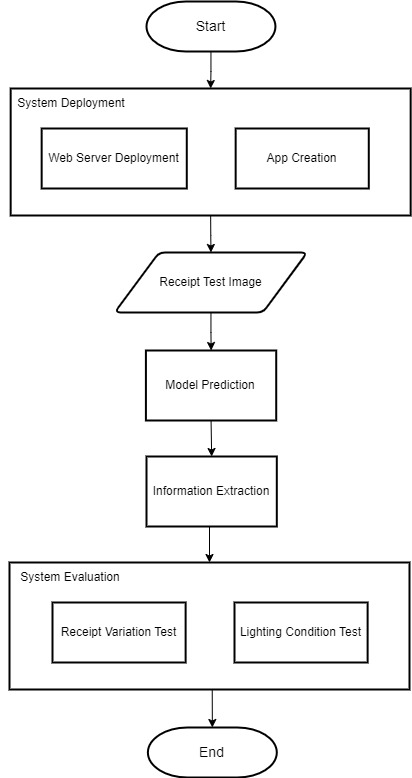 Start
System Deployment
Web Server Deployment
App Creation
Receipt Test Image
Model Prediction
Information Extraction
System Evaluation
Receipt Variation Test
Lighting Condition Test
End